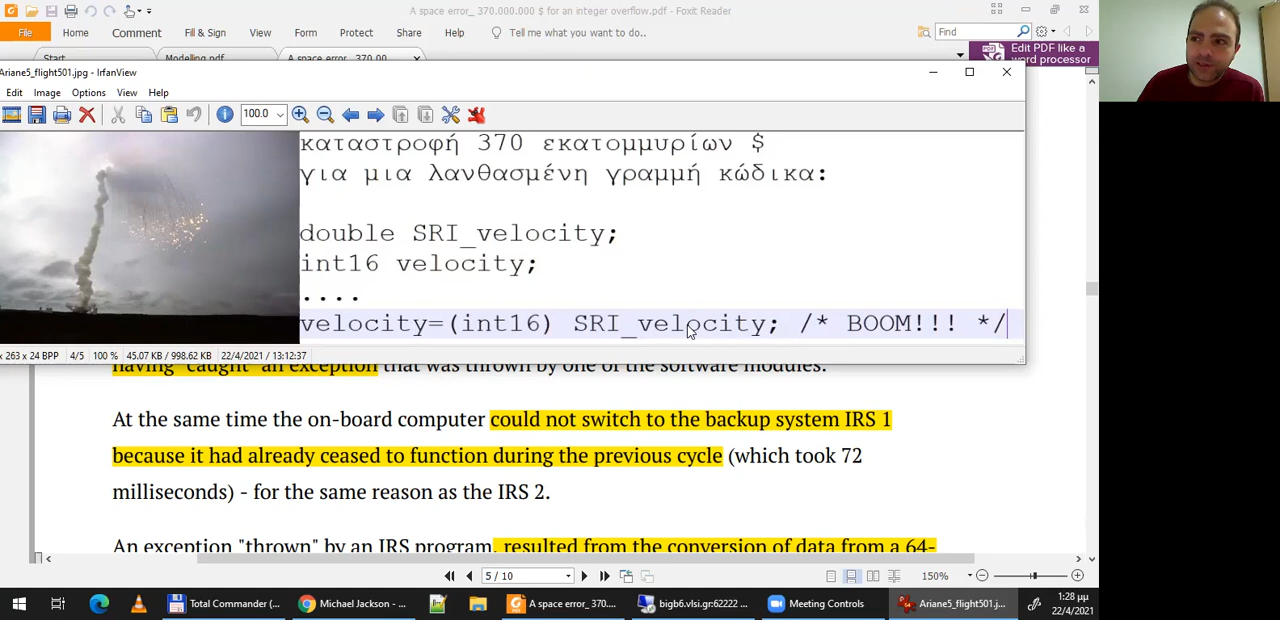 A space error_ 370.000.000 $ for an integer overflow.pdf - Foxit Reader
File Home Comment Fill & Sign View Form Protect Share Help Tell me what you want to do.. Find
Start Modelling.pdf A space error_ 370.00... Edit PDF like a
word processor
Ariane5_flight501.jpg - IrfanView
Edit Image Options View Help
100.0
καταστροφή 370 εκατομμυρίων $
για μια λανθασμένη γραμμή κώδικα:
double SRI_velocity;
int16 velocity;
....
velocity=(int16) SRI_velocity; /* BOOM!!! */
x 263 x 24 BPP 4/5 100 % 45.07 KB / 998.62 KB 22/4/2021 / 13:12:37
having "caught" an exception that was thrown by one of the software modules.
At the same time the on-board computer could not switch to the backup system IRS 1
because it had already ceased to function during the previous cycle (which took 72
milliseconds) - for the same reason as the IRS 2.
An exception "thrown" by an IRS program, resulted from the conversion of data from a 64-
5 / 10 150%
Total Commander (... Michael Jackson - ... A space error_ 370.... bigb6.vlsi.gr:62222 ... Meeting Controls Ariane5_flight501.j... 1:28 μμ
22/4/2021